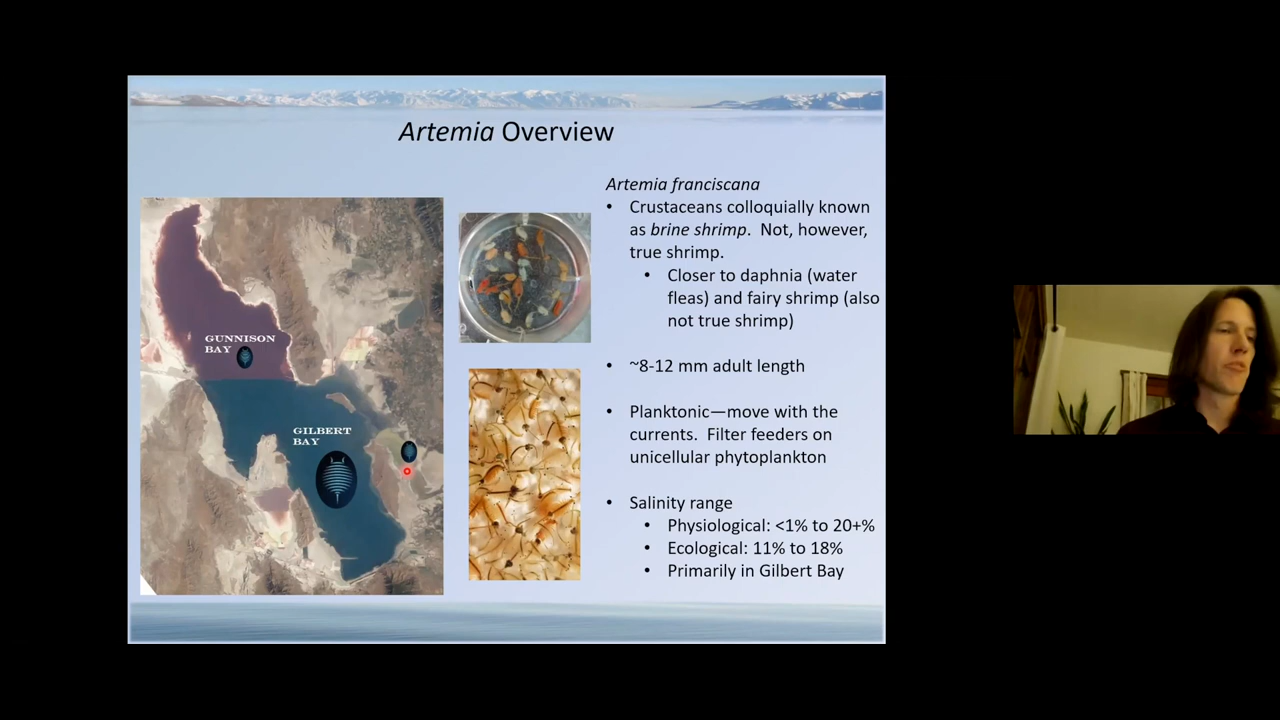 Artemia Overview
GUNNISON
BAY
GILBERT
BAY
Artemia franciscana
• Crustaceans colloquially known
as brine shrimp. Not, however,
true shrimp.
• Closer to daphnia (water
fleas) and fairy shrimp (also
not true shrimp)
• ~8-12 mm adult length
• Planktonic—move with the
currents. Filter feeders on
unicellular phytoplankton
• Salinity range
• Physiological: <1% to 20+%
• Ecological: 11% to 18%
• Primarily in Gilbert Bay